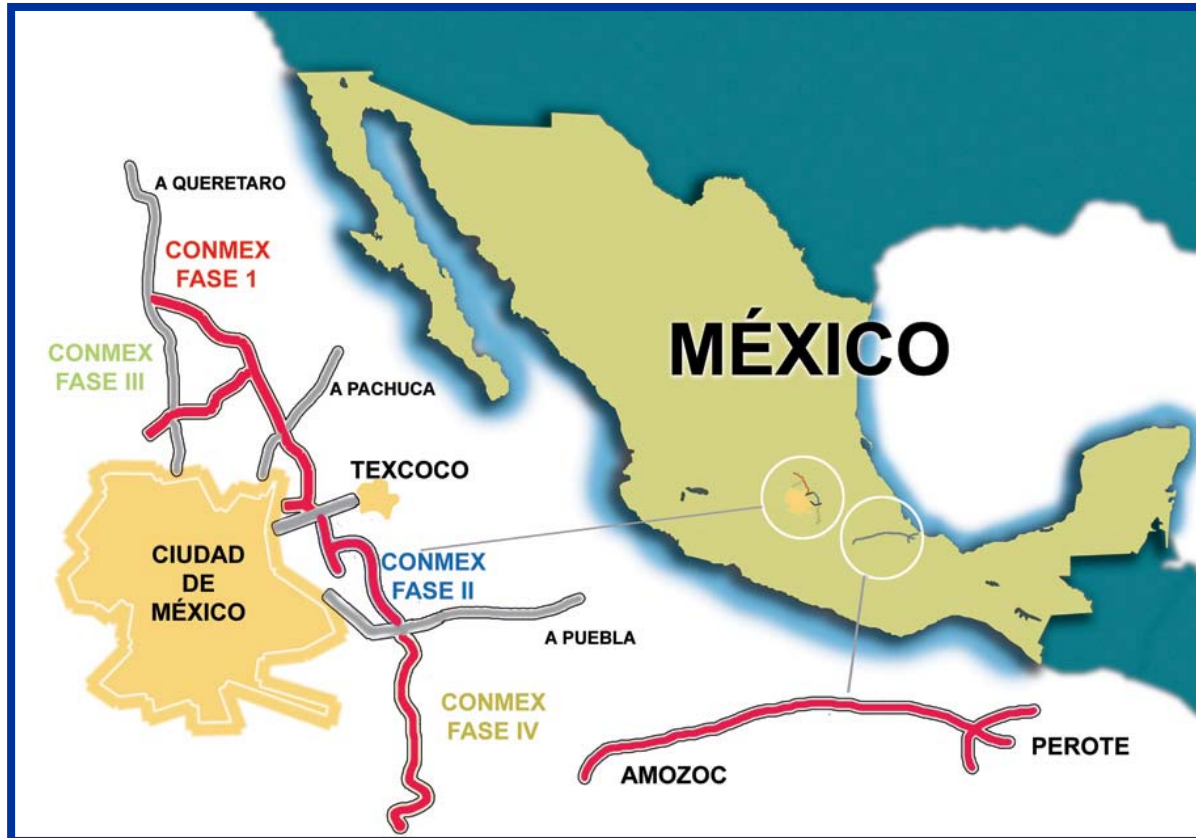 A QUERETARO
CONMEX
FASE 1
CONMEX
FASE III
A PACHUCA
MÉXICO
TEXCOCO
CIUDAD
DE
MÉXICO
CONMEX
FASE II
A PUEBLA
CONMEX
FASE IV
AMOZOC
PEROTE